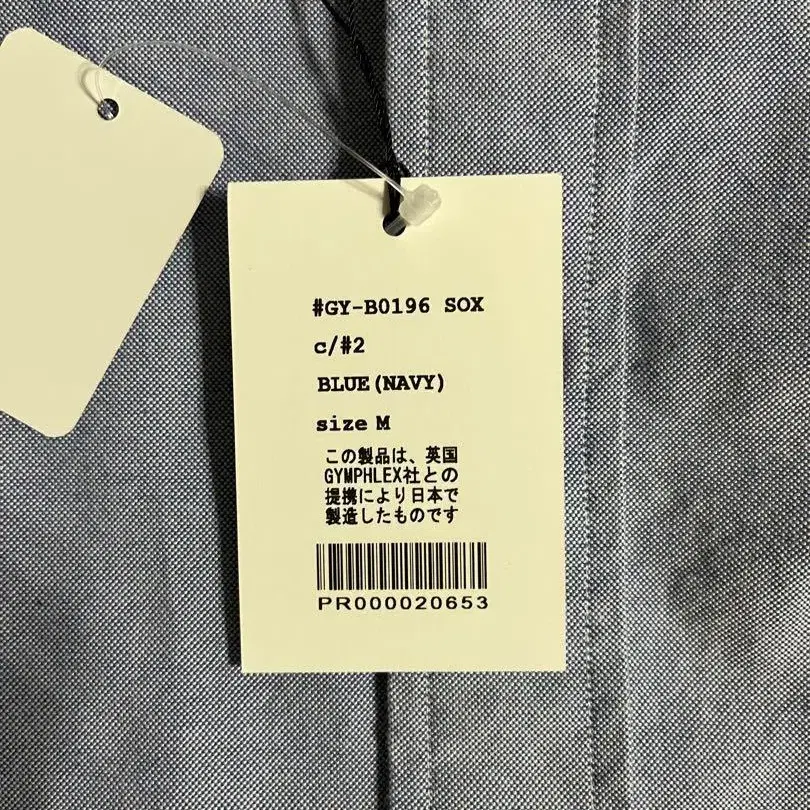 #GY-B0196 SOX
c/#2
BLUE(NAVY)
size M
この製品は、英国
GYMPHLEX社との
提携により日本で
製造したものです
PR000020653